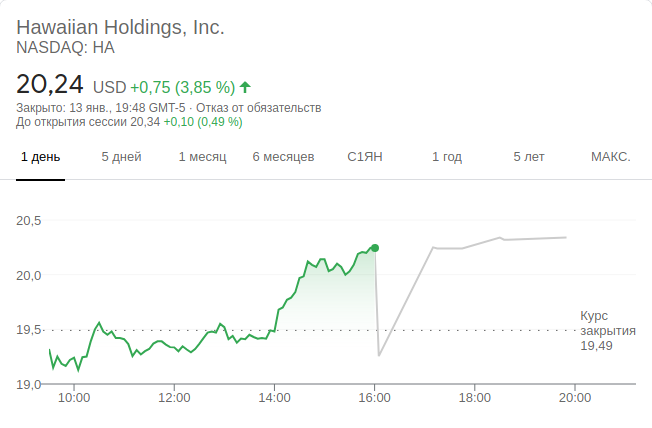 Hawaiian Holdings, Inc.
NASDAQ: HA
20,24 USD +0,75 (3,85 %)
Закрыто: 13 янв., 19:48 GMT-5 · Отказ от обязательств
До открытия сессии 20,34 +0,10 (0,49 %)
1 день 5 дней 1 месяц 6 месяцев С1ЯН 1 год 5 лет МАКС.
20,5
20,0
19,5
19,0
Курс
закрытия
19,49
10:00 12:00 14:00 16:00 18:00 20:00